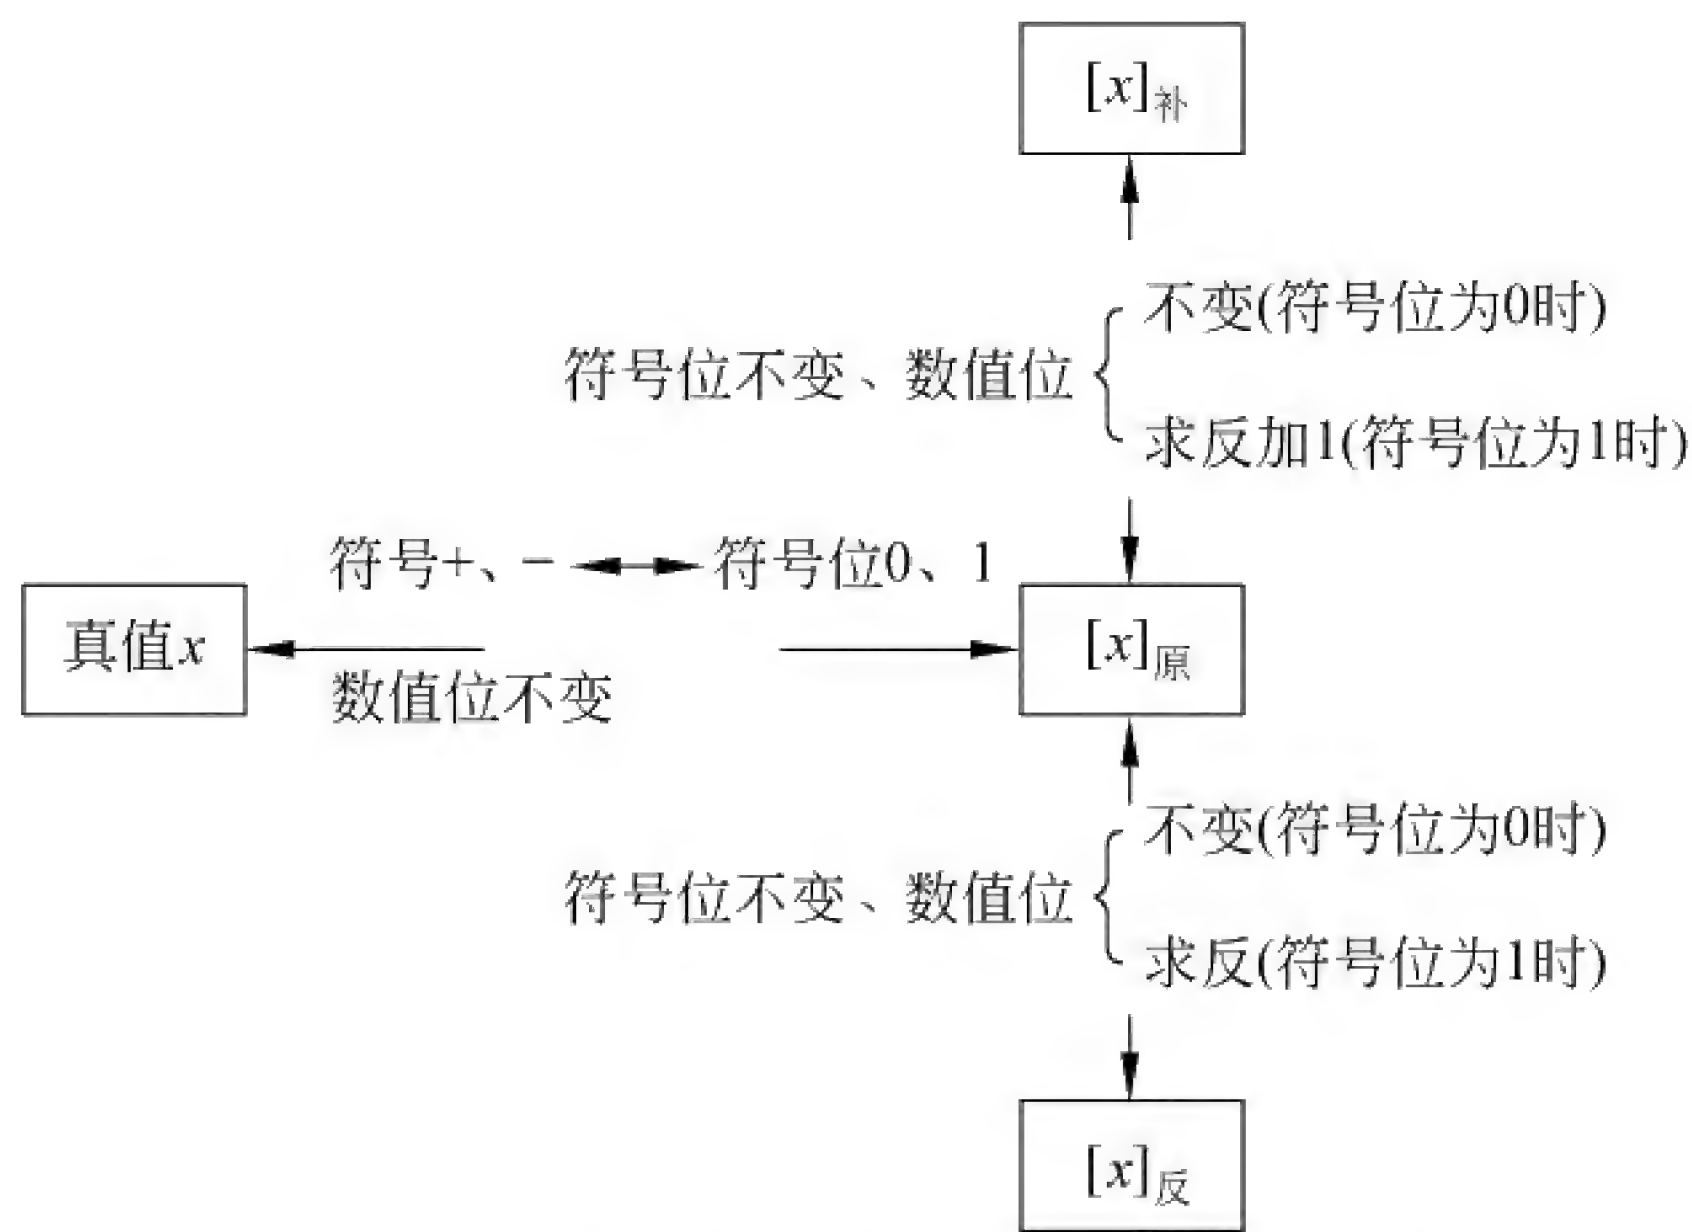 [x]补
不变(符号位为0时)
符号位不变、数值位
求反加1(符号位为1时)
符号+、- 符号位0、1
真值x
[x]原
数值位不变
不变(符号位为0时)
符号位不变、数值位
求反(符号位为1时)
[x]反